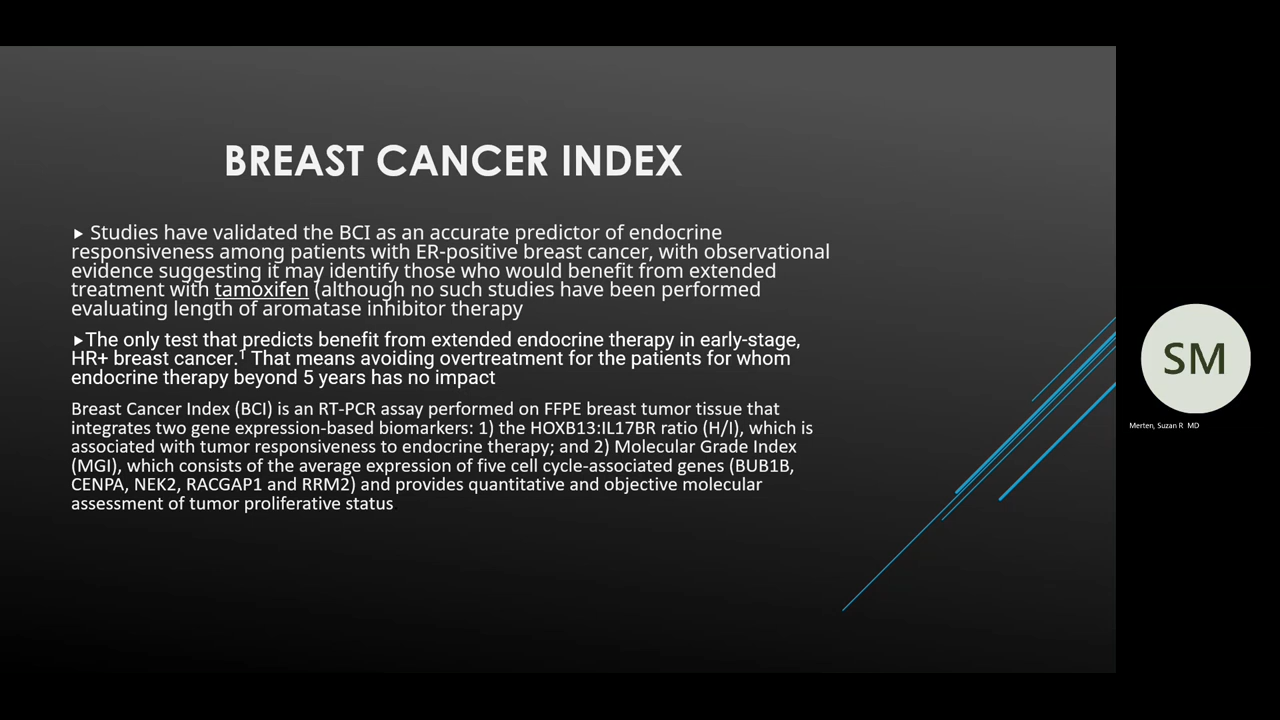 BREAST CANCER INDEX
▸ Studies have validated the BCI as an accurate predictor of endocrine
responsiveness among patients with ER-positive breast cancer, with observational
evidence suggesting it may identify those who would benefit from extended
treatment with tamoxifen (although no such studies have been performed
evaluating length of aromatase inhibitor therapy
▸The only test that predicts benefit from extended endocrine therapy in early-stage,
HR+ breast cancer.¹ That means avoiding overtreatment for the patients for whom
endocrine therapy beyond 5 years has no impact
Breast Cancer Index (BCI) is an RT-PCR assay performed on FFPE breast tumor tissue that
integrates two gene expression-based biomarkers: 1) the HOXB13:IL17BR ratio (H/I), which is
associated with tumor responsiveness to endocrine therapy; and 2) Molecular Grade Index
(MGI), which consists of the average expression of five cell cycle-associated genes (BUB1B,
CENPA, NEK2, RACGAP1 and RRM2) and provides quantitative and objective molecular
assessment of tumor proliferative status
SM
Merten, Suzan R MD